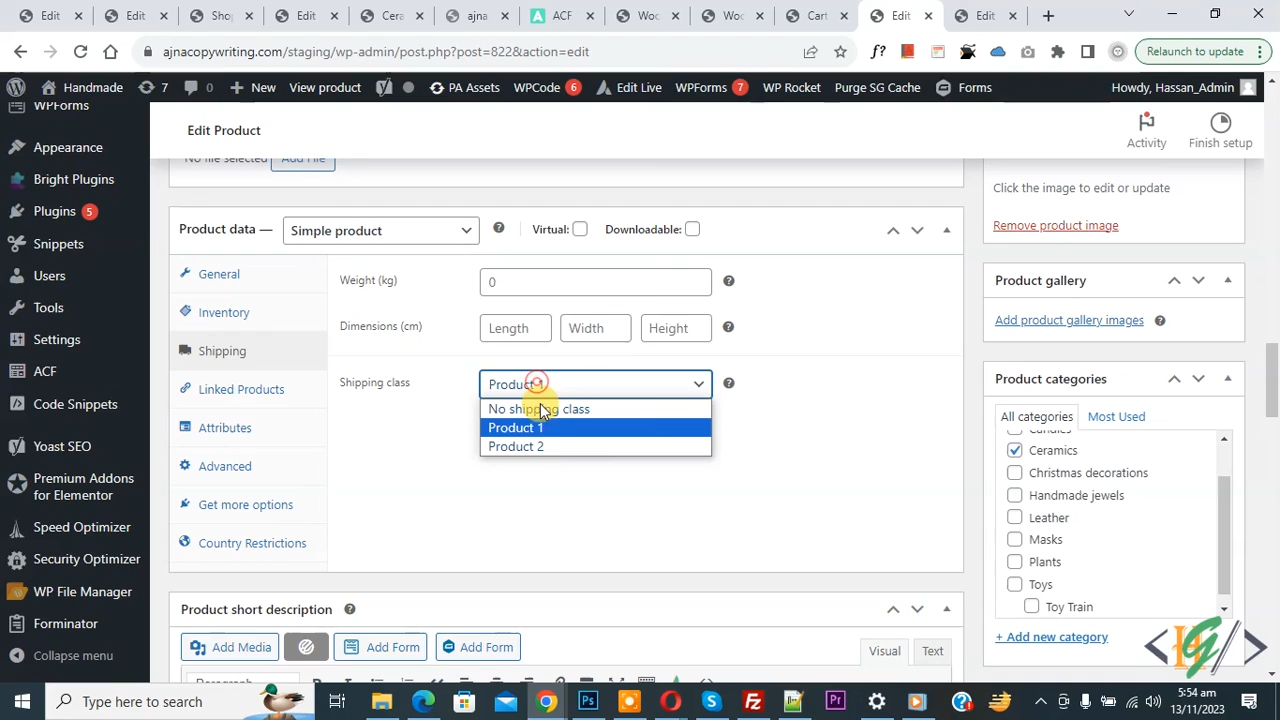 Edit
Edit
Sho
Edit
Cera
ajna
ACF
Woc
Woc
Cart
Edit
Edit
ajnacopywriting.com/staging/wp-admin/post.php?post=822&action=edit
f?
Relaunch to update
Handmade
7
0
New
View product
PA Assets
WPCode
6
Edit Live
WPForms
7
WP Rocket
Purge SG Cache
Forms
Howdy, Hassan_Admin
WPForms
Appearance
Bright Plugins
Plugins 5
Snippets
Users
Tools
Settings
ACF
Code Snippets
Yoast SEO
Premium Addons
for Elementor
Speed Optimizer
Security Optimizer
WP File Manager
Forminator
Collapse menu
Edit Product
Activity
Finish setup
No file selected
Add File
Product data —
Simple product
Virtual:
Downloadable:
General
Inventory
Shipping
Linked Products
Attributes
Advanced
Get more options
Country Restrictions
Weight (kg)
0
Dimensions (cm)
Length
Width
Height
Shipping class
Product 1
No shipping class
Product 1
Product 2
Product short description
Add Media
Add Form
Add Form
Visual
Text
Paragraph
Click the image to edit or update
Remove product image
Product gallery
Add product gallery images
Product categories
All categories
Most Used
Candles
Ceramics
Christmas decorations
Handmade jewels
Leather
Masks
Plants
Toys
Toy Train
+ Add new category
Type here to search
5:54 am
13/11/2023